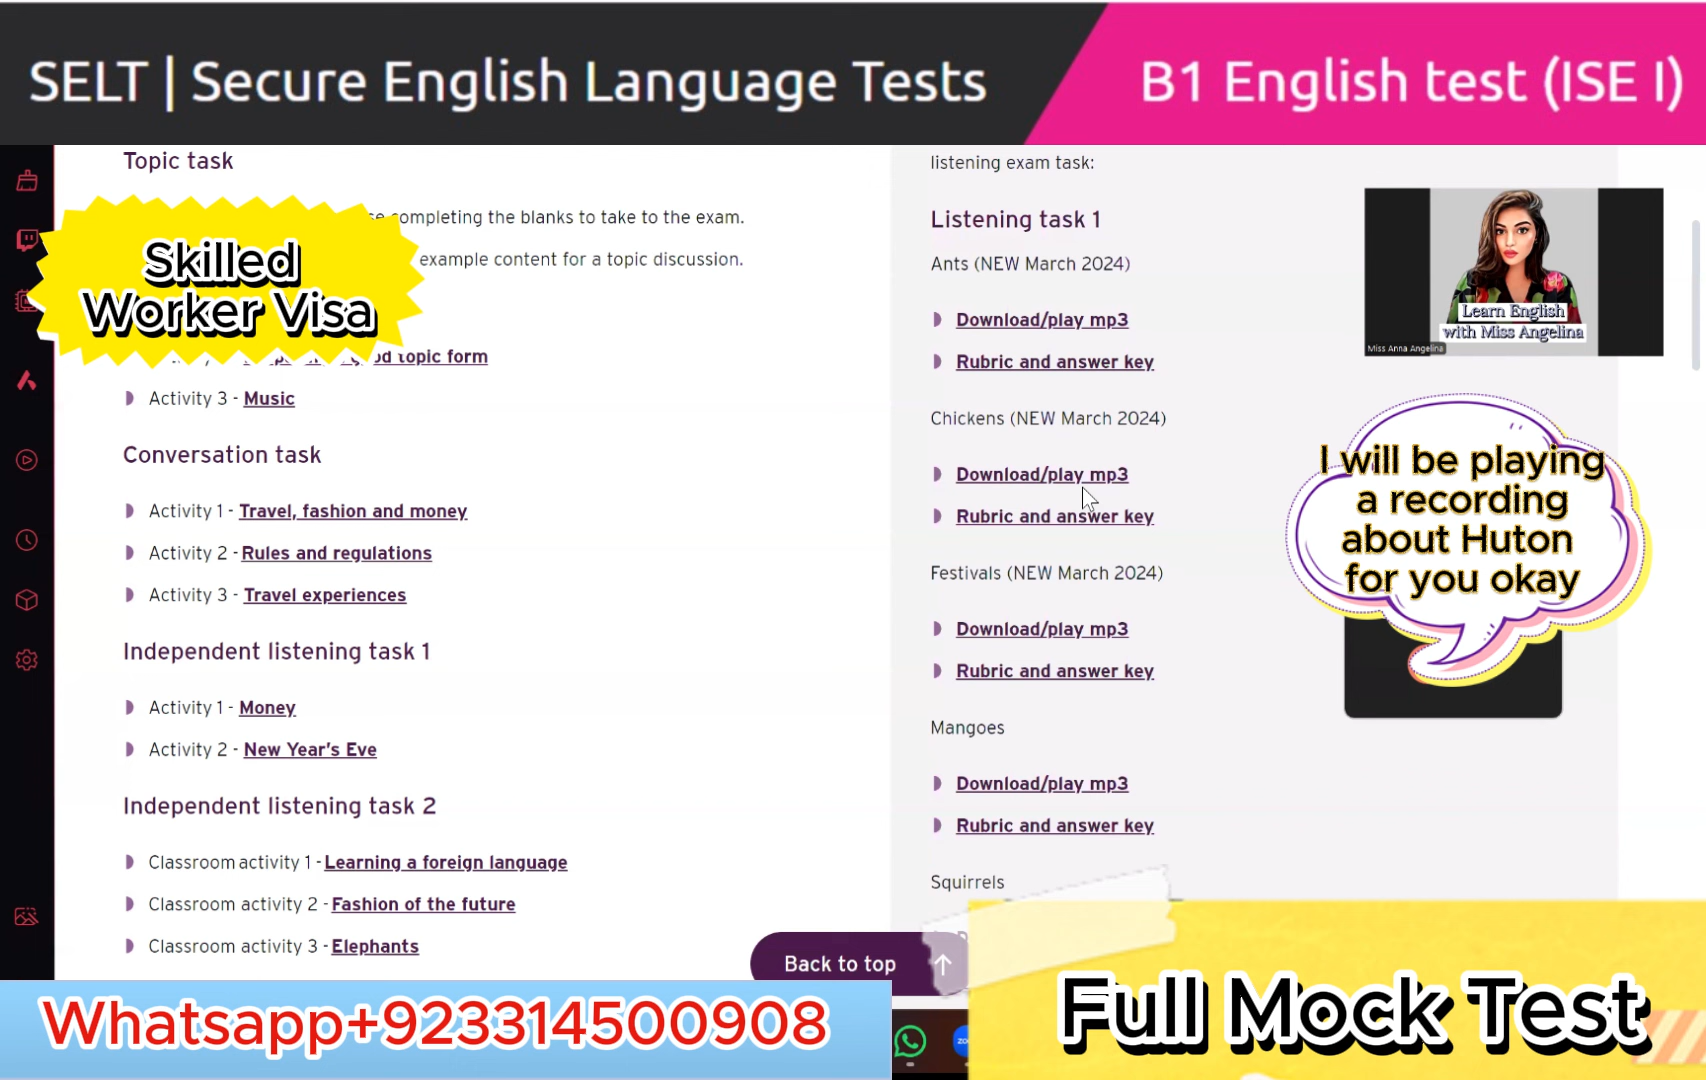 SELT | Secure English Language Tests
B1 English test (ISE I)
Topic task
completing the blanks to take to the exam.
example content for a topic discussion.
Skilled
Worker Visa
topic form
Activity 3 - Music
Conversation task
Activity 1 - Travel, fashion and money
Activity 2 - Rules and regulations
Activity 3 - Travel experiences
Independent listening task 1
Activity 1 - Money
Activity 2 - New Year's Eve
Independent listening task 2
Classroom activity 1 - Learning a foreign language
Classroom activity 2 - Fashion of the future
Classroom activity 3 - Elephants
Back to top
Whatsapp+923314500908
listening exam task:
Listening task 1
Ants (NEW March 2024)
Download/play mp3
Rubric and answer key
Chickens (NEW March 2024)
Download/play mp3
Rubric and answer key
Festivals (NEW March 2024)
Download/play mp3
Rubric and answer key
Mangoes
Download/play mp3
Rubric and answer key
Squirrels
Learn English
with Miss Angelina
Miss Anna Angelina
I will be playing
a recording
about Huton
for you okay
Full Mock Test